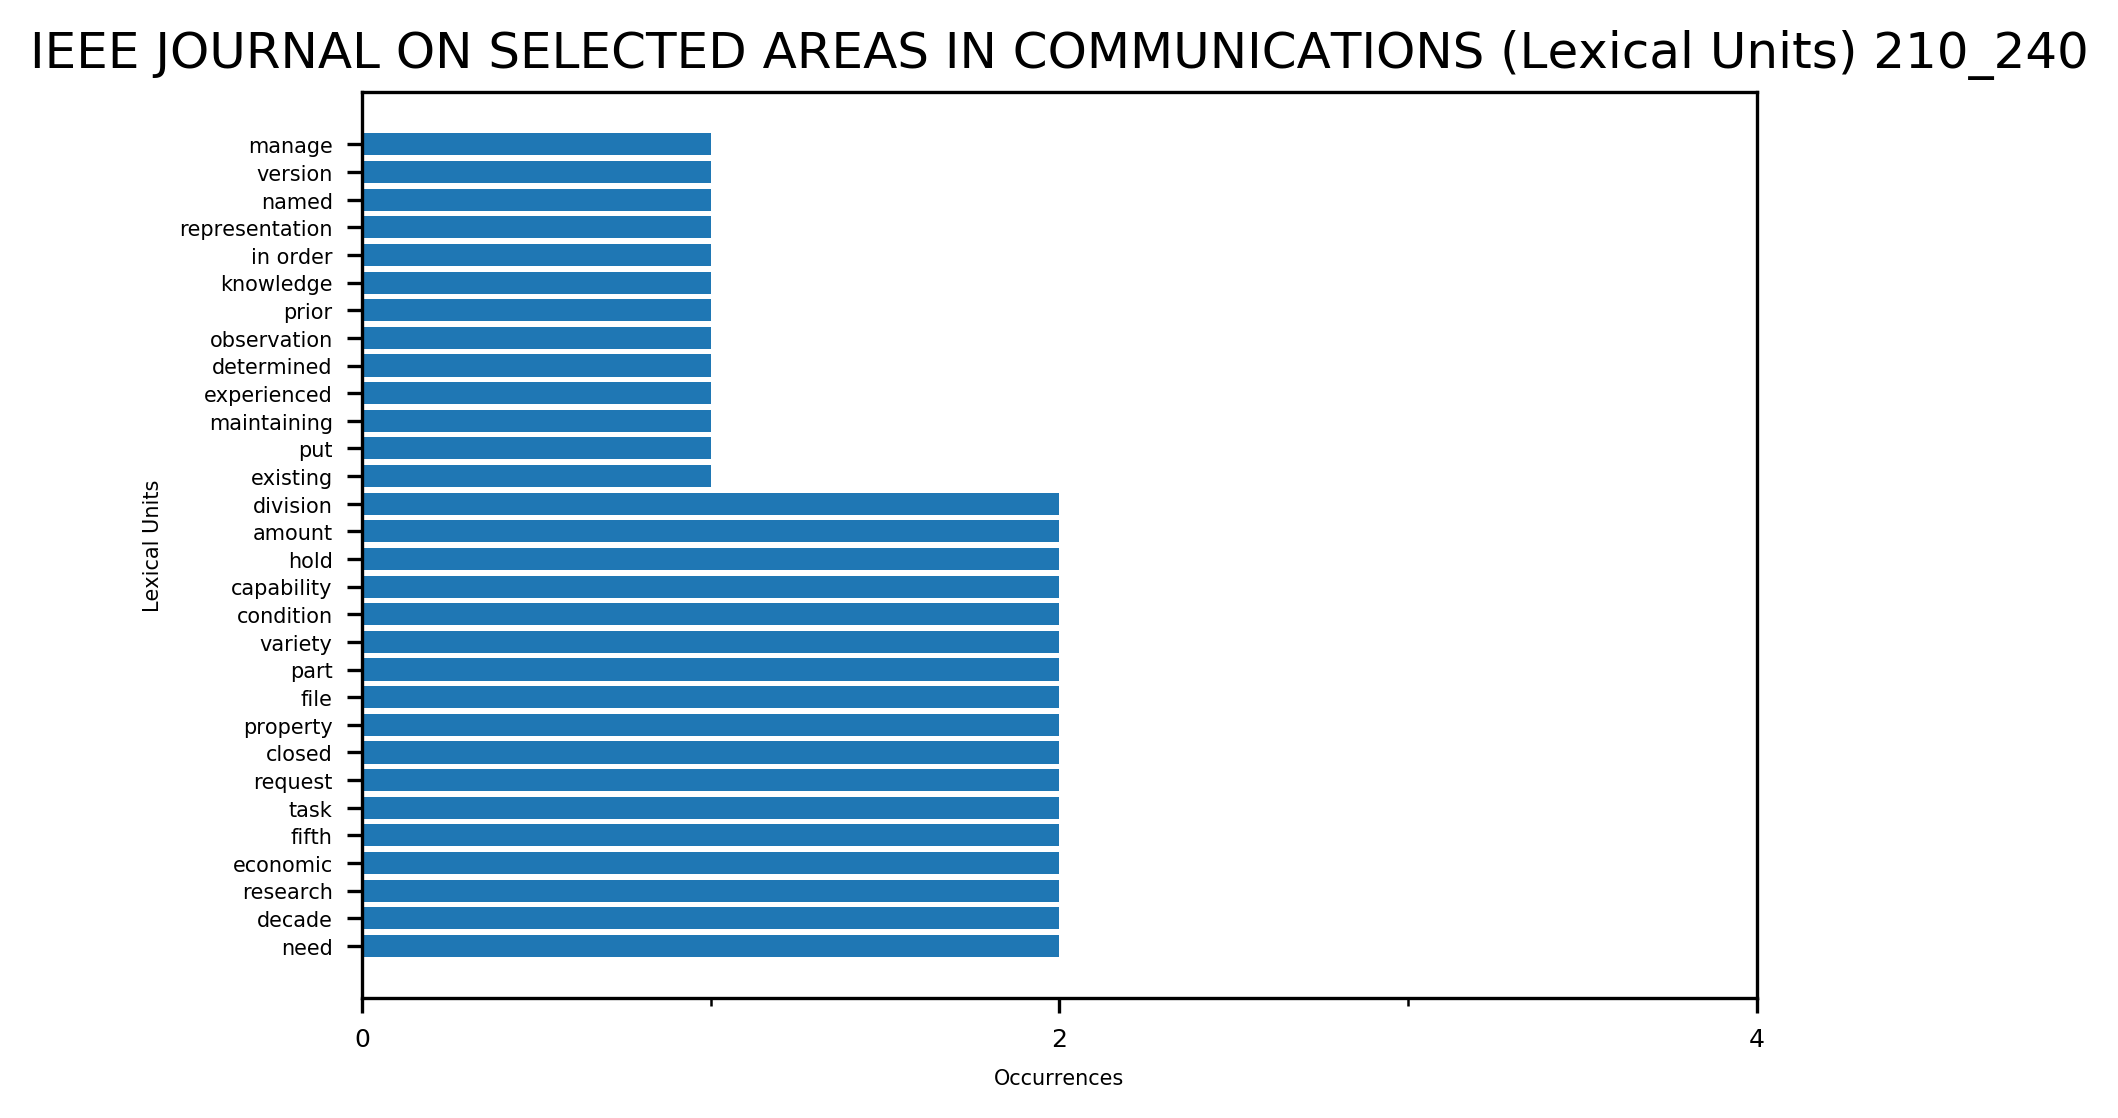 IEEE JOURNAL ON SELECTED AREAS IN COMMUNICATIONS (Lexical Units) 210_240
manage
version
named
representation
in order
knowledge
prior
observation
determined
experienced
maintaining
put
existing
division
amount
hold
capability
condition
variety
part
file
property
closed
request
task
fifth
economic
research
decade
need
Lexical Units
0 2 4
Occurrences